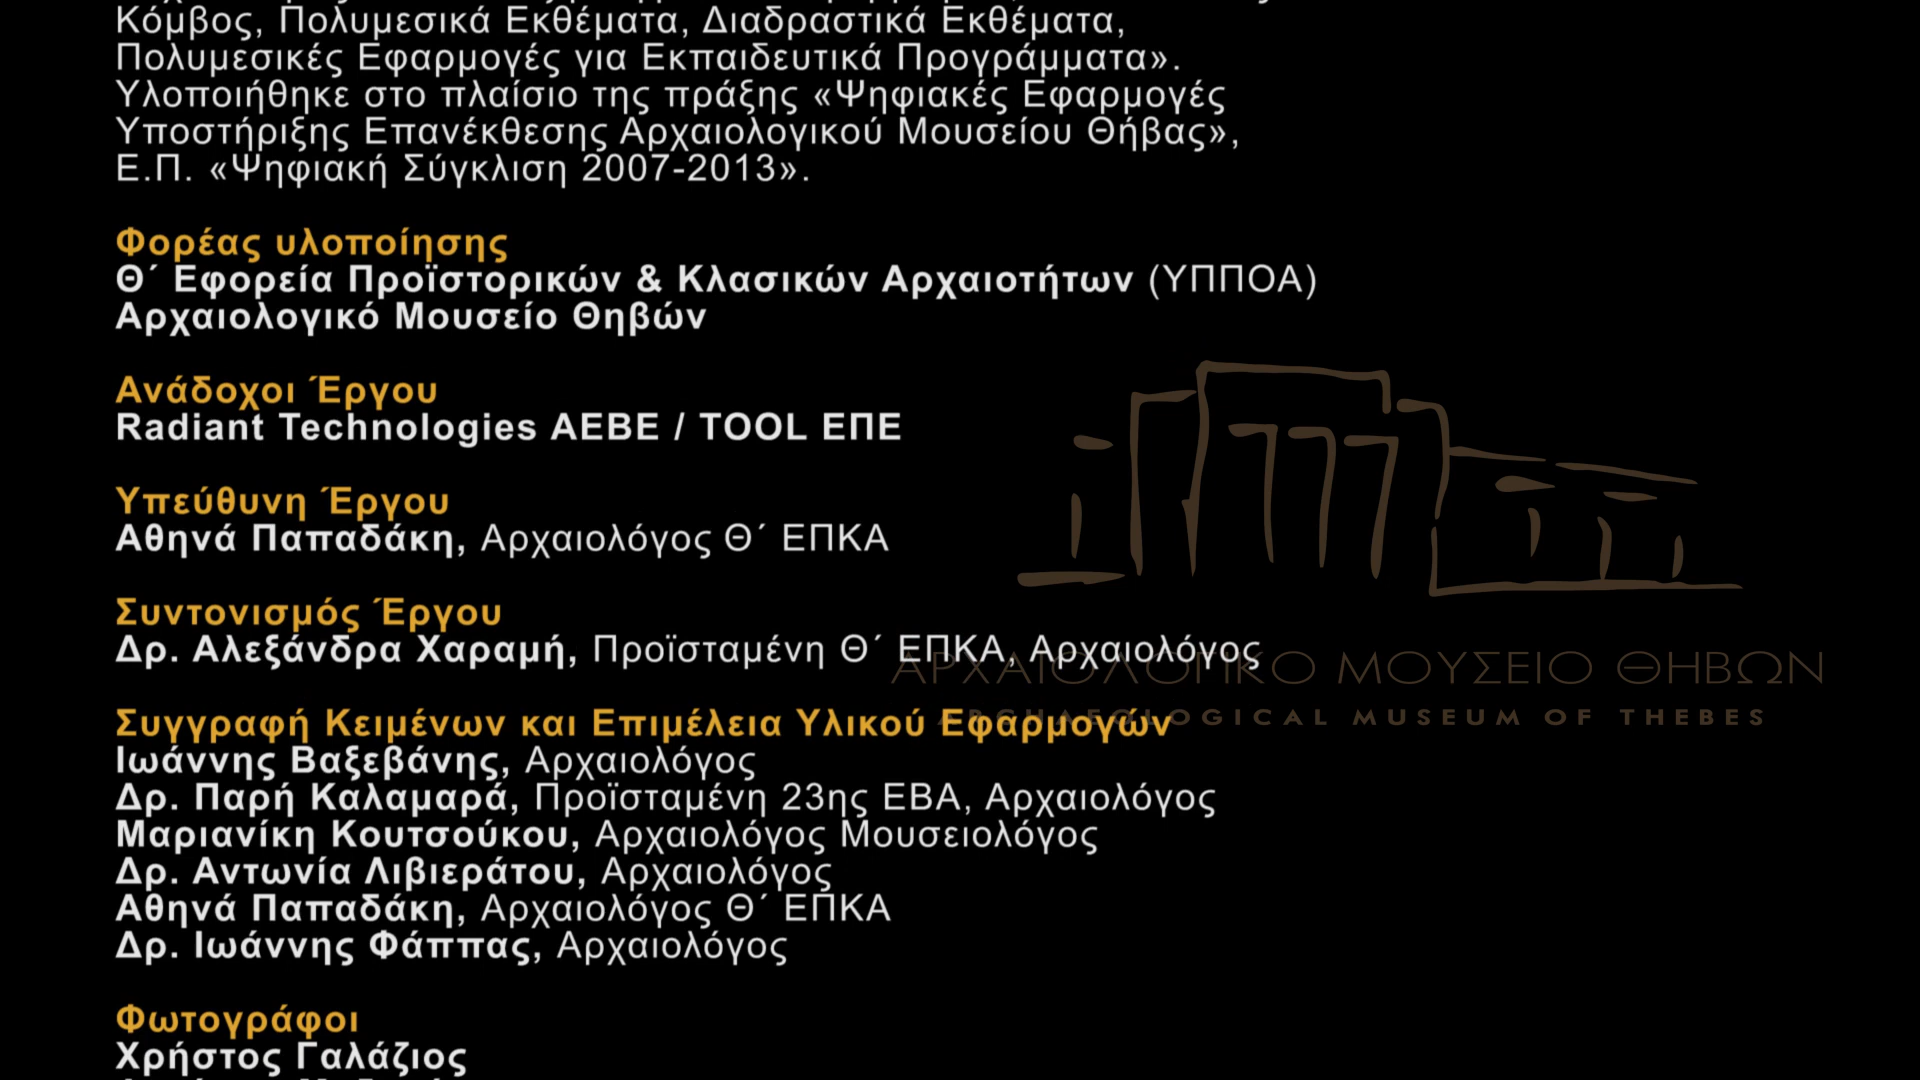 Κόμβος, Πολυμεσικά Εκθέματα, Διαδραστικά Εκθέματα,
Πολυμεσικές Εφαρμογές για Εκπαιδευτικά Προγράμματα».
Υλοποιήθηκε στο πλαίσιο της πράξης «Ψηφιακές Εφαρμογές
Υποστήριξης Επανέκθεσης Αρχαιολογικού Μουσείου Θήβας»,
Ε.Π. «Ψηφιακή Σύγκλιση 2007-2013».
Φορέας υλοποίησης
Θ΄ Εφορεία Προϊστορικών & Κλασικών Αρχαιοτήτων (ΥΠΠΟΑ)
Αρχαιολογικό Μουσείο Θηβών
Ανάδοχοι Έργου
Radiant Technologies ΑΕΒΕ / TOOL ΕΠΕ
Υπεύθυνη Έργου
Αθηνά Παπαδάκη, Αρχαιολόγος Θ΄ ΕΠΚΑ
Συντονισμός Έργου
Δρ. Αλεξάνδρα Χαραμή, Προϊσταμένη Θ΄ ΕΠΚΑ, Αρχαιολόγος
ΑΡΧΑΙΟΛΟΓΙΚΟ ΜΟΥΣΕΙΟ ΘΗΒΩΝ
ARCHAEOLOGICAL MUSEUM OF THEBES
Συγγραφή Κειμένων και Επιμέλεια Υλικού Εφαρμογών
Ιωάννης Βαξεβάνης, Αρχαιολόγος
Δρ. Παρή Καλαμαρά, Προϊσταμένη 23ης ΕΒΑ, Αρχαιολόγος
Μαριανίκη Κουτσούκου, Αρχαιολόγος Μουσειολόγος
Δρ. Αντωνία Λιβιεράτου, Αρχαιολόγος
Αθηνά Παπαδάκη, Αρχαιολόγος Θ΄ ΕΠΚΑ
Δρ. Ιωάννης Φάππας, Αρχαιολόγος
Φωτογράφοι
Χρήστος Γαλάζιος